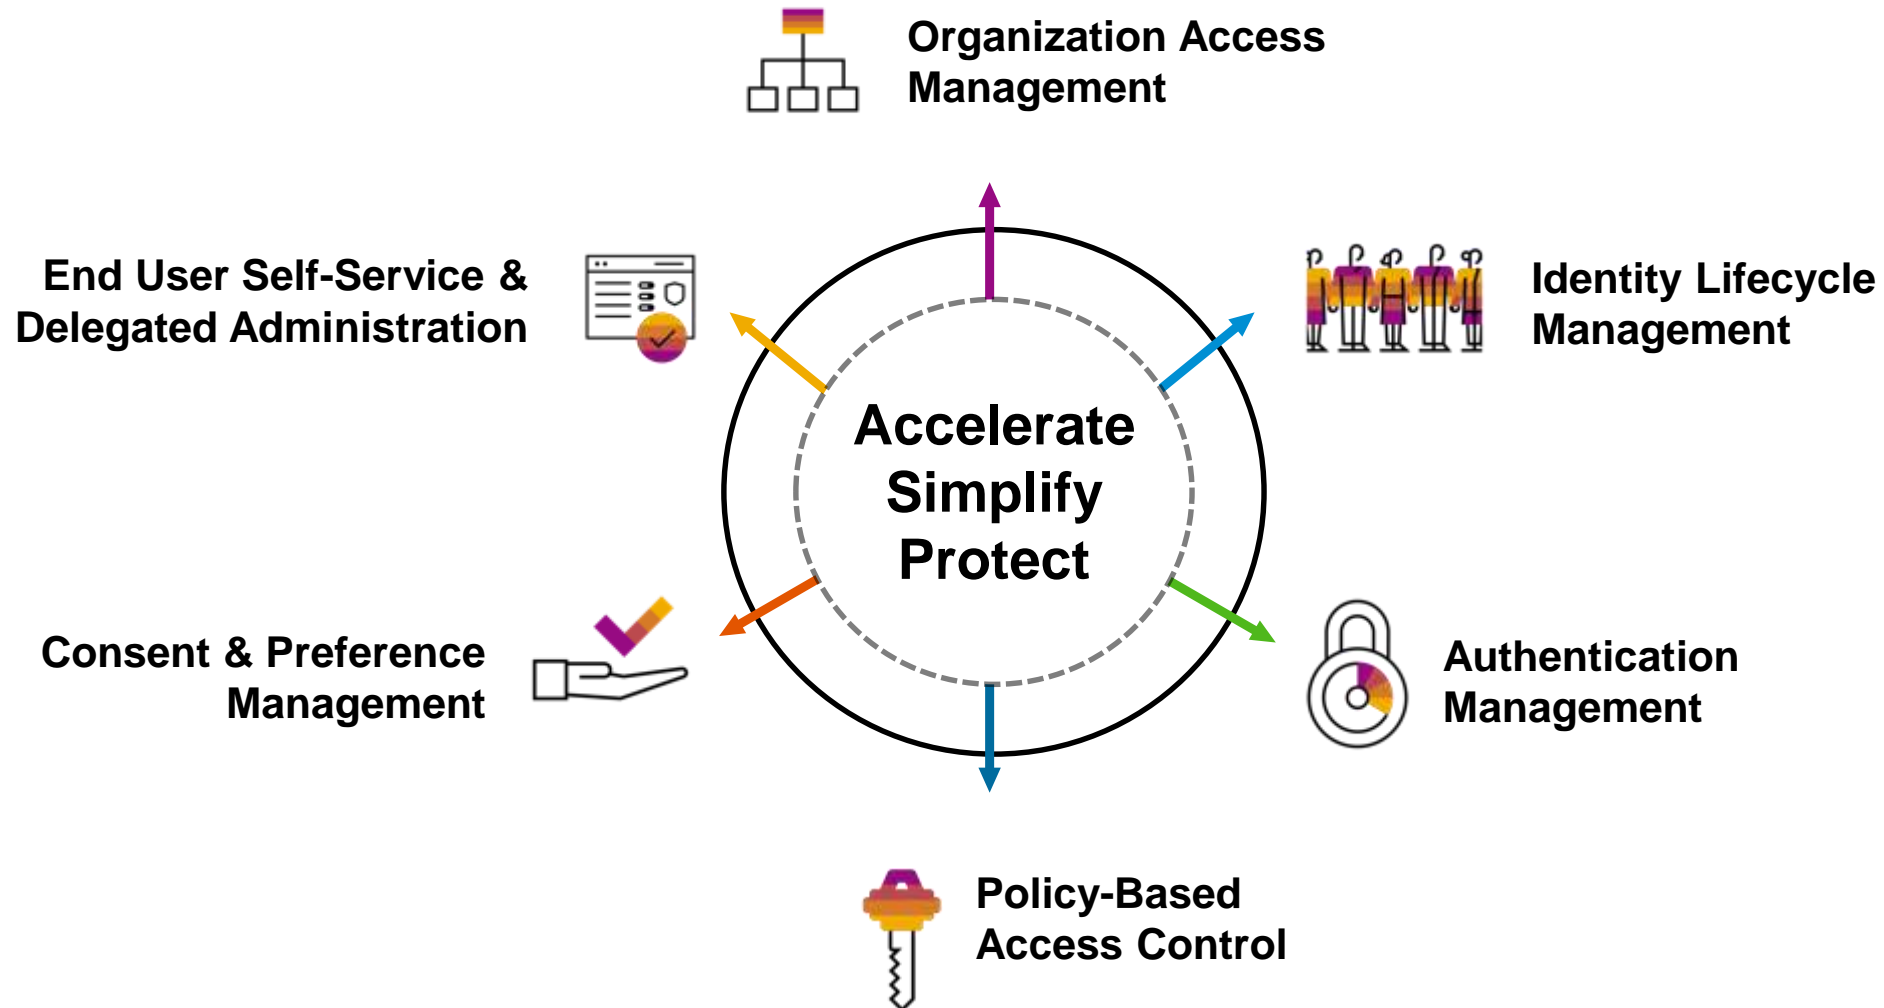 Organization Access
Management
End User Self-Service &
Delegated Administration
Identity Lifecycle
Management
Accelerate
Simplify
Protect
Consent & Preference
Management
Authentication
Management
Policy-Based
Access Control